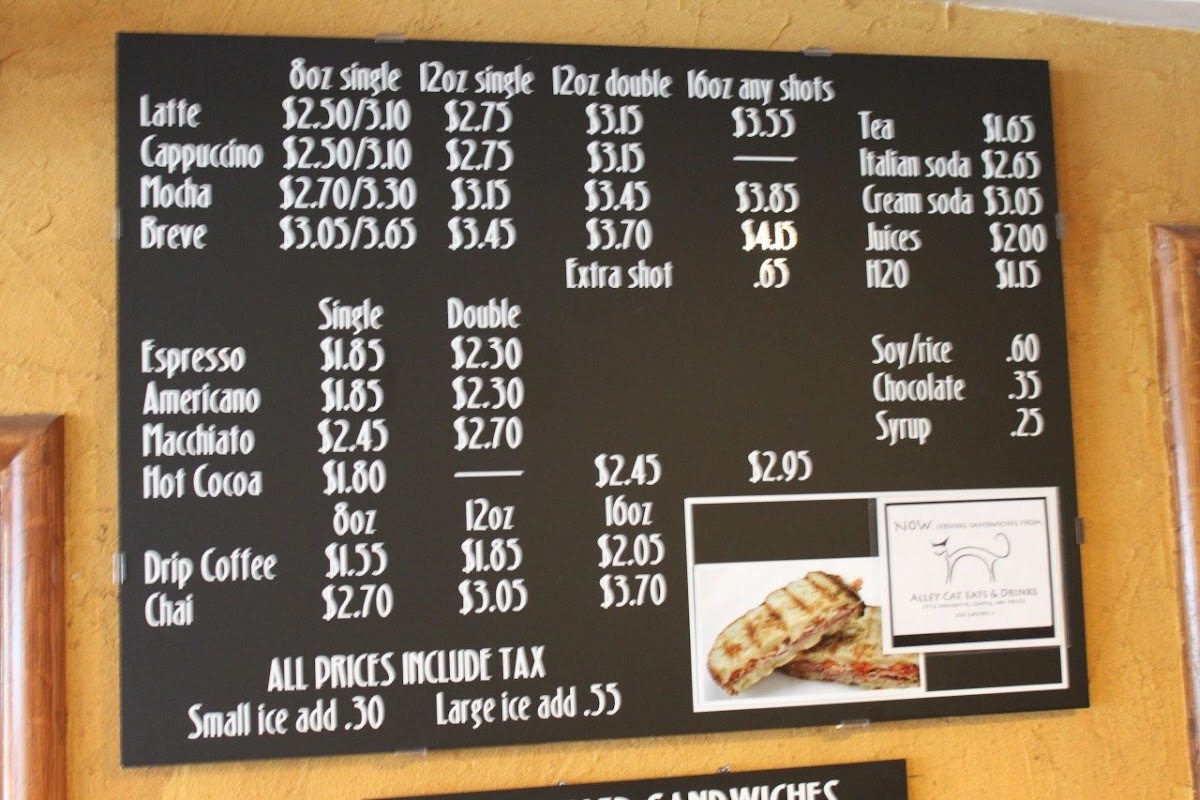 8oz single 12oz single 12oz double 16oz any shots
Latte $2.50/3.10 $2.75 $3.15 $3.55
Cappuccino $2.50/3.10 $2.75 $3.15 —
Mocha $2.70/3.30 $3.15 $3.45 $3.85
Breve $3.05/3.65 $3.45 $3.70 $4.15
Extra shot .65
Tea $1.65
Italian soda $2.65
Cream soda $3.05
Juices $200
H20 $1.15
Single Double
Espresso $1.85 $2.30
Americano $1.85 $2.30
Macchiato $2.45 $2.70
Hot Cocoa $1.80 — $2.45 $2.95
Soy/rice .60
Chocolate .35
Syrup .25
8oz 12oz 16oz
Drip Coffee $1.55 $1.85 $2.05
Chai $2.70 $3.05 $3.70
ALL PRICES INCLUDE TAX
Small ice add .30 Large ice add .55
NOW SERVING SANDWICHES FROM
ALLEY CAT EATS & DRINKS
SANDWICHES